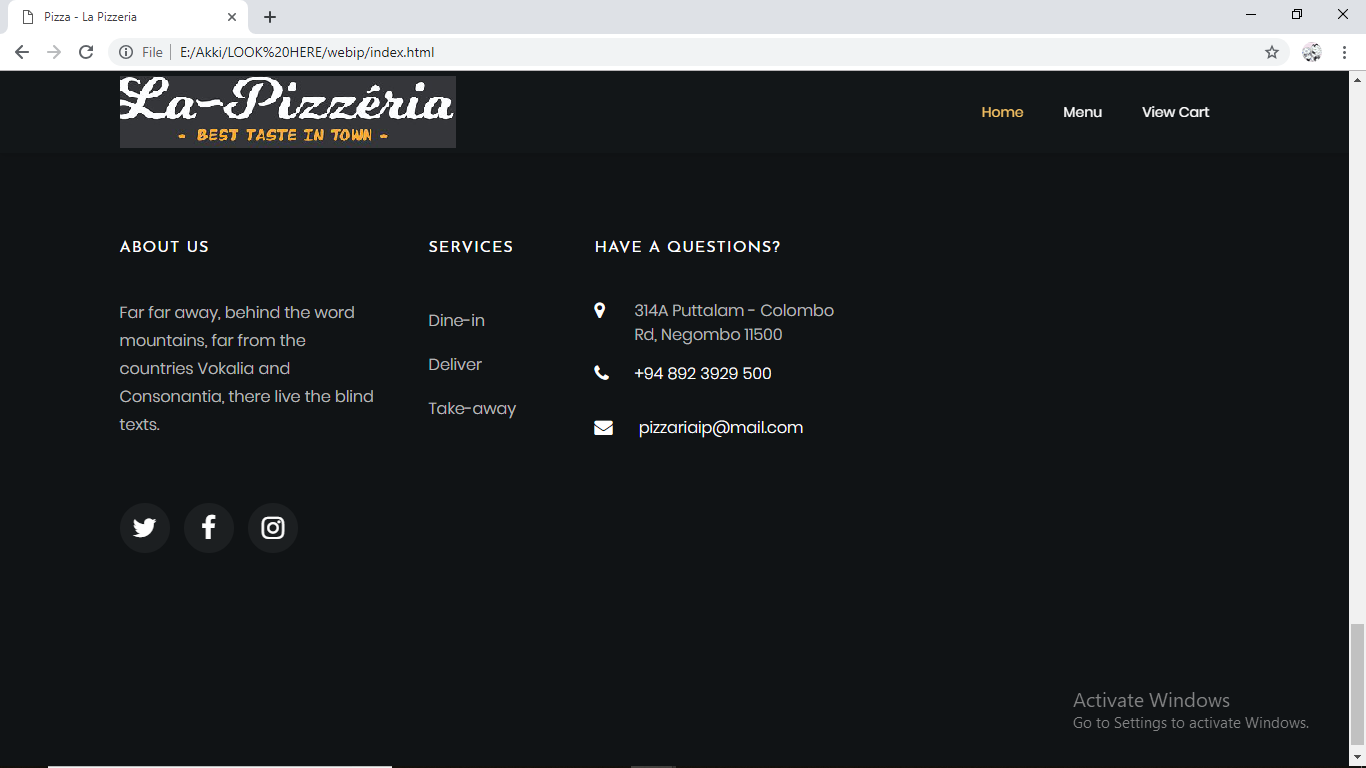 Pizza - La Pizzeria
File
E:/Akki/LOOK%20HERE/webip/index.html
La-Pizzéria
- BEST TASTE IN TOWN -
Home
Menu
View Cart
ABOUT US
Far far away, behind the word
mountains, far from the
countries Vokalia and
Consonantia, there live the blind
texts.
SERVICES
Dine-in
Deliver
Take-away
HAVE A QUESTIONS?
314A Puttalam - Colombo
Rd, Negombo 11500
+94 892 3929 500
pizzariaip@mail.com
Activate Windows
Go to Settings to activate Windows.